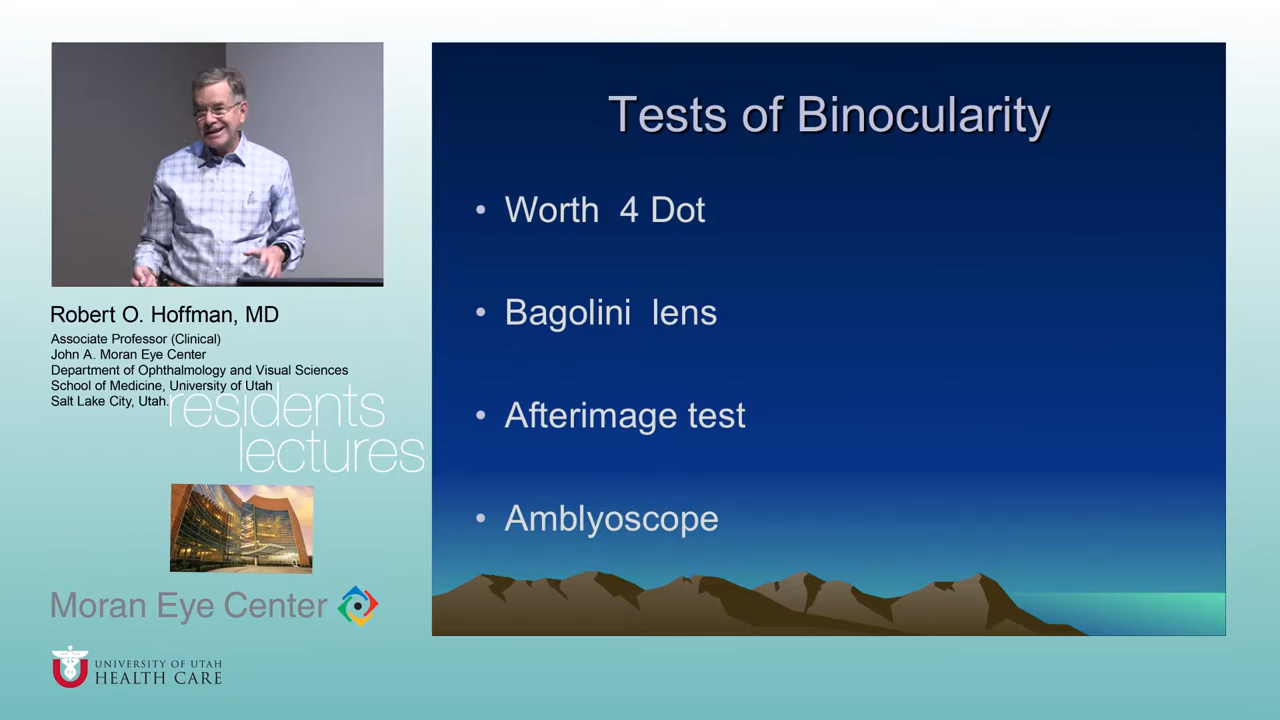 Tests of Binocularity
• Worth 4 Dot
• Bagolini lens
• Afterimage test
• Amblyoscope
Robert O. Hoffman, MD
Associate Professor (Clinical)
John A. Moran Eye Center
Department of Ophthalmology and Visual Sciences
School of Medicine, University of Utah
Salt Lake City, Utah.
residents
lectures
Moran Eye Center
UNIVERSITY OF UTAH
HEALTH CARE